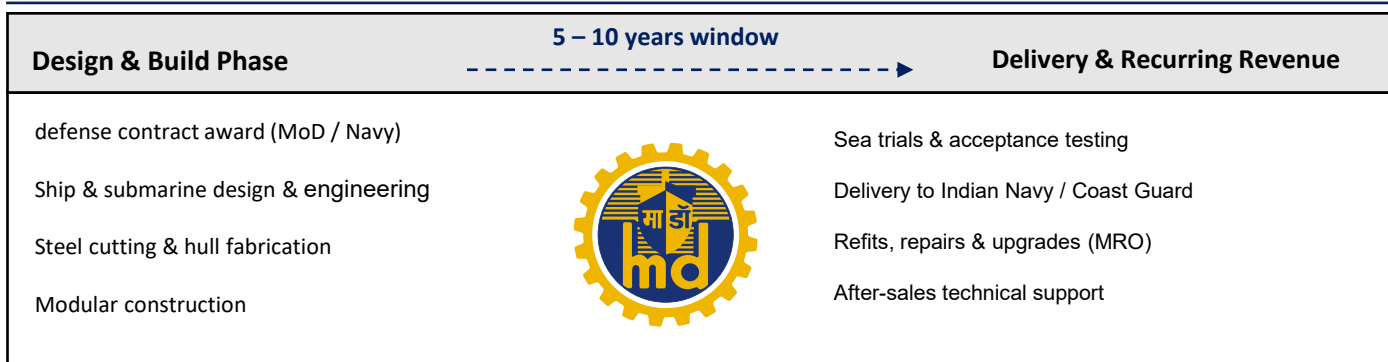 5 – 10 years window
Design & Build Phase
Delivery & Recurring Revenue
defense contract award (MoD / Navy)
Ship & submarine design & engineering
Steel cutting & hull fabrication
Modular construction
मा डॉ
md
Sea trials & acceptance testing
Delivery to Indian Navy / Coast Guard
Refits, repairs & upgrades (MRO)
After-sales technical support